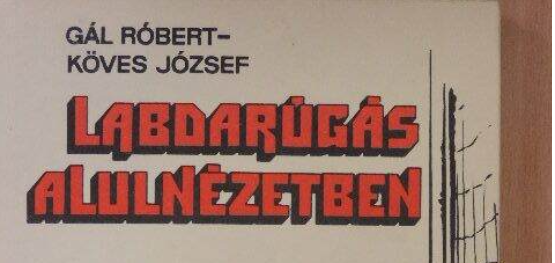 GÁL RÓBERT–
KÖVES JÓZSEF
LABDARÚGÁS
ALULNÉZETBEN